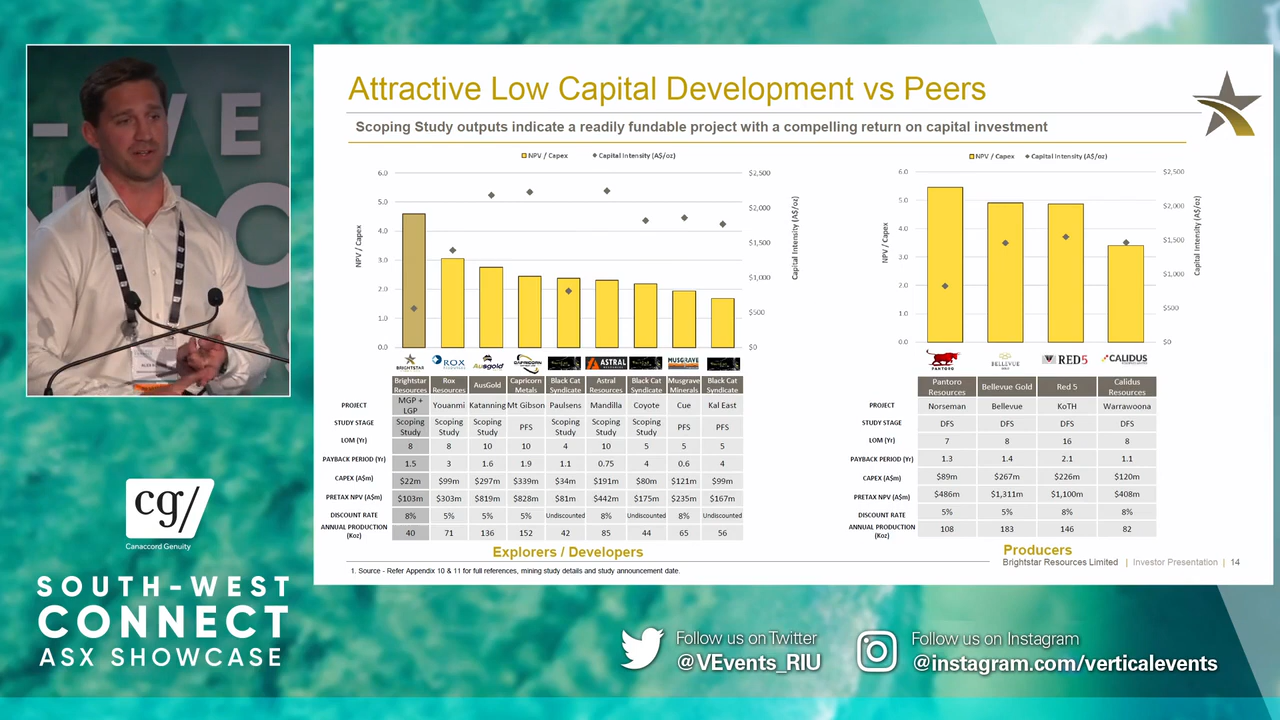 Attractive Low Capital Development vs Peers
Scoping Study outputs indicate a readily fundable project with a compelling return on capital investment
NPV / Capex Capital Intensity (A$/oz)
6.0
5.0
4.0
3.0
2.0
1.0
0.0
NPV / Capex
$2,500
$2,000
$1,500
$1,000
$500
$0
Capital Intensity (A$/oz)
BRIGHTSTAR ROX Ausgold CAPRICORN ASTRAL MUSGRAVE MINERALS
Brightstar Resources Rox Resources AusGold Capricorn Metals Black Cat Syndicate Astral Resources Black Cat Syndicate Musgrave Minerals Black Cat Syndicate
PROJECT MGP + LGP Youanmi Katanning Mt Gibson Paulsens Mandilla Coyote Cue Kal East
STUDY STAGE Scoping Study Scoping Study Scoping Study PFS Scoping Study Scoping Study Scoping Study PFS PFS
LOM (Yr) 8 8 10 10 4 10 5 5 5
PAYBACK PERIOD (Yr) 1.5 3 1.6 1.9 1.1 0.75 4 0.6 4
CAPEX (A$m) $22m $99m $297m $339m $34m $191m $80m $121m $99m
PRETAX NPV (A$m) $103m $303m $819m $828m $81m $442m $175m $235m $167m
DISCOUNT RATE 8% 5% 5% 5% Undiscounted 8% Undiscounted 8% Undiscounted
ANNUAL PRODUCTION (Koz) 40 71 136 152 42 85 44 65 56
Explorers / Developers
NPV / Capex Capital Intensity (A$/oz)
6.0
5.0
4.0
3.0
2.0
1.0
0.0
NPV / Capex
$2,500
$2,000
$1,500
$1,000
$500
$0
Capital Intensity (A$/oz)
PANTORO BELLEVUE GOLD RED5 CALIDUS RESOURCES
Pantoro Resources Bellevue Gold Red 5 Calidus Resources
PROJECT Norseman Bellevue KoTH Warrawoona
STUDY STAGE DFS DFS DFS DFS
LOM (Yr) 7 8 16 8
PAYBACK PERIOD (Yr) 1.3 1.4 2.1 1.1
CAPEX (A$m) $89m $267m $226m $120m
PRETAX NPV (A$m) $486m $1,311m $1,100m $408m
DISCOUNT RATE 5% 5% 8% 8%
ANNUAL PRODUCTION (Koz) 108 183 146 82
Producers
1. Source - Refer Appendix 10 & 11 for full references, mining study details and study announcement date.
Brightstar Resources Limited | Investor Presentation | 14
cg/
Canaccord Genuity
SOUTH-WEST
CONNECT
ASX SHOWCASE
Follow us on Twitter
@VEvents_RIU
Follow us on Instagram
@instagram.com/verticalevents